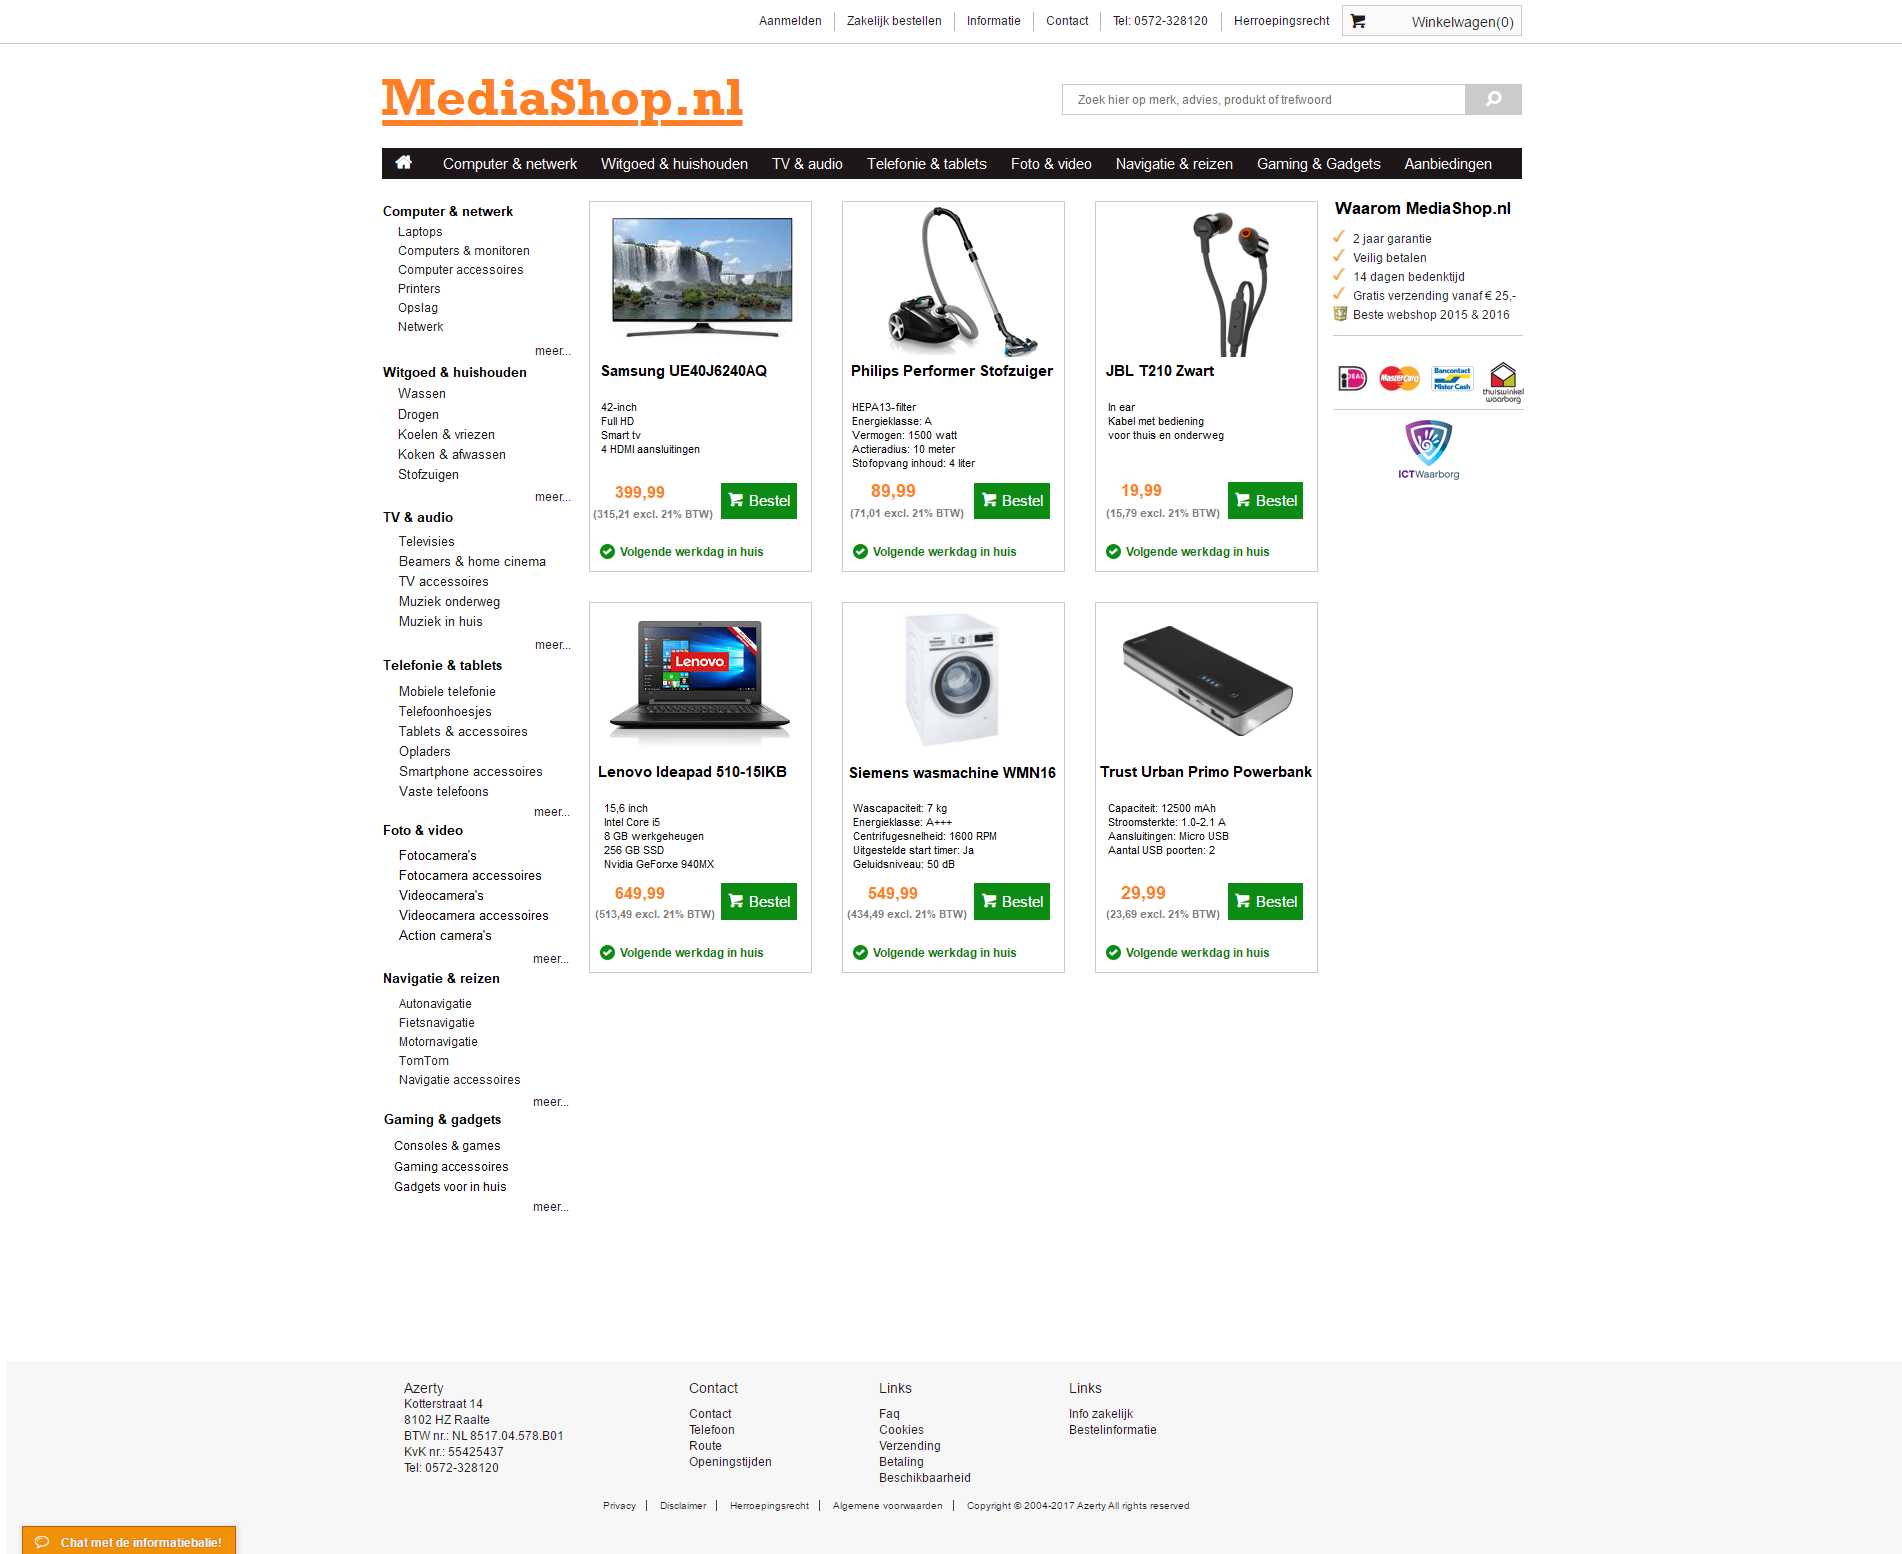 Aanmelden
Zakelijk bestellen
Informatie
Contact
Tel: 0572-328120
Herroepingsrecht
Winkelwagen(0)
MediaShop.nl
Zoek hier op merk, advies, produkt of trefwoord
Computer & netwerk
Witgoed & huishouden
TV & audio
Telefonie & tablets
Foto & video
Navigatie & reizen
Gaming & Gadgets
Aanbiedingen
Computer & netwerk
Laptops
Computers & monitoren
Computer accessoires
Printers
Opslag
Netwerk
meer...
Witgoed & huishouden
Wassen
Drogen
Koelen & vriezen
Koken & afwassen
Stofzuigen
meer...
TV & audio
Televisies
Beamers & home cinema
TV accessoires
Muziek onderweg
Muziek in huis
meer...
Telefonie & tablets
Mobiele telefonie
Telefoonhoesjes
Tablets & accessoires
Opladers
Smartphone accessoires
Vaste telefoons
meer...
Foto & video
Fotocamera's
Fotocamera accessoires
Videocamera's
Videocamera accessoires
Action camera's
meer...
Navigatie & reizen
Autonavigatie
Fietsnavigatie
Motornavigatie
TomTom
Navigatie accessoires
meer...
Gaming & gadgets
Consoles & games
Gaming accessoires
Gadgets voor in huis
meer...
Samsung UE40J6240AQ
42-inch
Full HD
Smart tv
4 HDMI aansluitingen
399,99
(315,21 excl. 21% BTW)
Bestel
Volgende werkdag in huis
Philips Performer Stofzuiger
HEPA13-filter
Energieklasse: A
Vermogen: 1500 watt
Actieradius: 10 meter
Stofopvang inhoud: 4 liter
89,99
(71,01 excl. 21% BTW)
Bestel
Volgende werkdag in huis
JBL T210 Zwart
In ear
Kabel met bediening
voor thuis en onderweg
19,99
(15,79 excl. 21% BTW)
Bestel
Volgende werkdag in huis
Lenovo
Lenovo Ideapad 510-15IKB
15,6 inch
Intel Core i5
8 GB werkgeheugen
256 GB SSD
Nvidia GeForxe 940MX
649,99
(513,49 excl. 21% BTW)
Bestel
Volgende werkdag in huis
Siemens wasmachine WMN16
Wascapaciteit: 7 kg
Energieklasse: A+++
Centrifugesnelheid: 1600 RPM
Uitgestelde start timer: Ja
Geluidsniveau: 50 dB
549,99
(434,49 excl. 21% BTW)
Bestel
Volgende werkdag in huis
Trust Urban Primo Powerbank
Capaciteit: 12500 mAh
Stroomsterkte: 1.0-2.1 A
Aansluitingen: Micro USB
Aantal USB poorten: 2
29,99
(23,69 excl. 21% BTW)
Bestel
Volgende werkdag in huis
Waarom MediaShop.nl
2 jaar garantie
Veilig betalen
14 dagen bedenktijd
Gratis verzending vanaf € 25,-
Beste webshop 2015 & 2016
iDEAL
MasterCard
Bancontact
Mister Cash
thuiswinkel
waarborg
ICTWaarborg
Azerty
Kotterstraat 14
8102 HZ Raalte
BTW nr.: NL 8517.04.578.B01
KvK nr.: 55425437
Tel: 0572-328120
Contact
Contact
Telefoon
Route
Openingstijden
Links
Faq
Cookies
Verzending
Betaling
Beschikbaarheid
Links
Info zakelijk
Bestelinformatie
Privacy
Disclaimer
Herroepingsrecht
Algemene voorwaarden
Copyright © 2004-2017 Azerty All rights reserved
Chat met de informatiebalie!